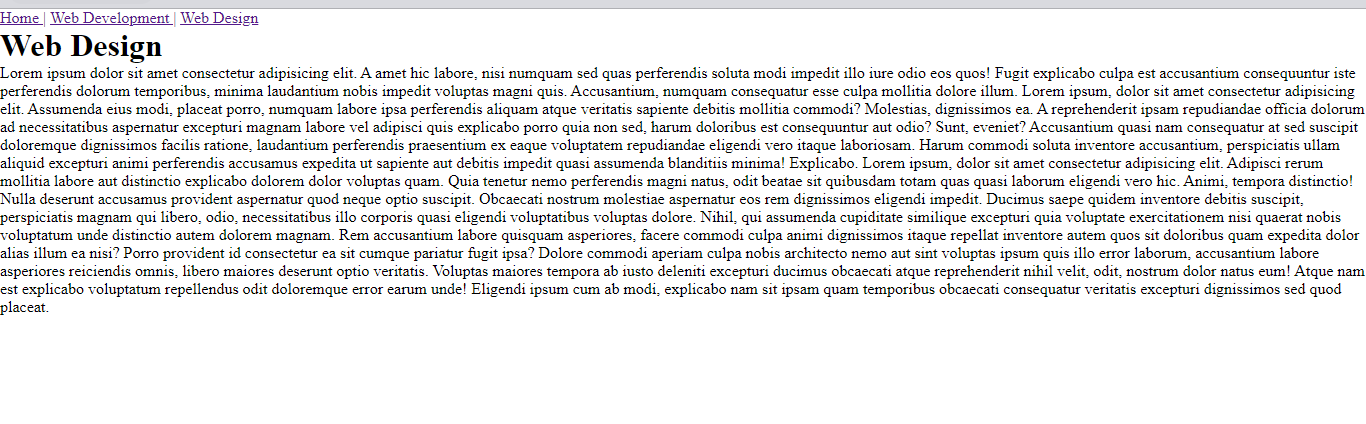 Home | Web Development | Web Design
Web Design
Lorem ipsum dolor sit amet consectetur adipisicing elit. A amet hic labore, nisi numquam sed quas perferendis soluta modi impedit illo iure odio eos quos! Fugit explicabo culpa est accusantium consequuntur iste
perferendis dolorum temporibus, minima laudantium nobis impedit voluptas magni quis. Accusantium, numquam consequatur esse culpa mollitia dolore illum. Lorem ipsum, dolor sit amet consectetur adipisicing
elit. Assumenda eius modi, placeat porro, numquam labore ipsa perferendis aliquam atque veritatis sapiente debitis mollitia commodi? Molestias, dignissimos ea. A reprehenderit ipsam repudiandae officia dolorum
ad necessitatibus aspernatur excepturi magnam labore vel adipisci quis explicabo porro quia non sed, harum doloribus est consequuntur aut odio? Sunt, eveniet? Accusantium quasi nam consequatur at sed suscipit
doloremque dignissimos facilis ratione, laudantium perferendis praesentium ex eaque voluptatem repudiandae eligendi vero itaque laboriosam. Harum commodi soluta inventore accusantium, perspiciatis ullam
aliquid excepturi animi perferendis accusamus expedita ut sapiente aut debitis impedit quasi assumenda blanditiis minima! Explicabo. Lorem ipsum, dolor sit amet consectetur adipisicing elit. Adipisci rerum
mollitia labore aut distinctio explicabo dolorem dolor voluptas quam. Quia tenetur nemo perferendis magni natus, odit beatae sit quibusdam totam quas quasi laborum eligendi vero hic. Animi, tempora distinctio!
Nulla deserunt accusamus provident aspernatur quod neque optio suscipit. Obcaecati nostrum molestiae aspernatur eos rem dignissimos eligendi impedit. Ducimus saepe quidem inventore debitis suscipit,
perspiciatis magnam qui libero, odio, necessitatibus illo corporis quasi eligendi voluptatibus voluptas dolore. Nihil, qui assumenda cupiditate similique excepturi quia voluptate exercitationem nisi quaerat nobis
voluptatum unde distinctio autem dolorem magnam. Rem accusantium labore quisquam asperiores, facere commodi culpa animi dignissimos itaque repellat inventore autem quos sit doloribus quam expedita dolor
alias illum ea nisi? Porro provident id consectetur ea sit cumque pariatur fugit ipsa? Dolore commodi aperiam culpa nobis architecto nemo aut sint voluptas ipsum quis illo error laborum, accusantium labore
asperiores reiciendis omnis, libero maiores deserunt optio veritatis. Voluptas maiores tempora ab iusto deleniti excepturi ducimus obcaecati atque reprehenderit nihil velit, odit, nostrum dolor natus eum! Atque nam
est explicabo voluptatum repellendus odit doloremque error earum unde! Eligendi ipsum cum ab modi, explicabo nam sit ipsam quam temporibus obcaecati consequatur veritatis excepturi dignissimos sed quod
placeat.